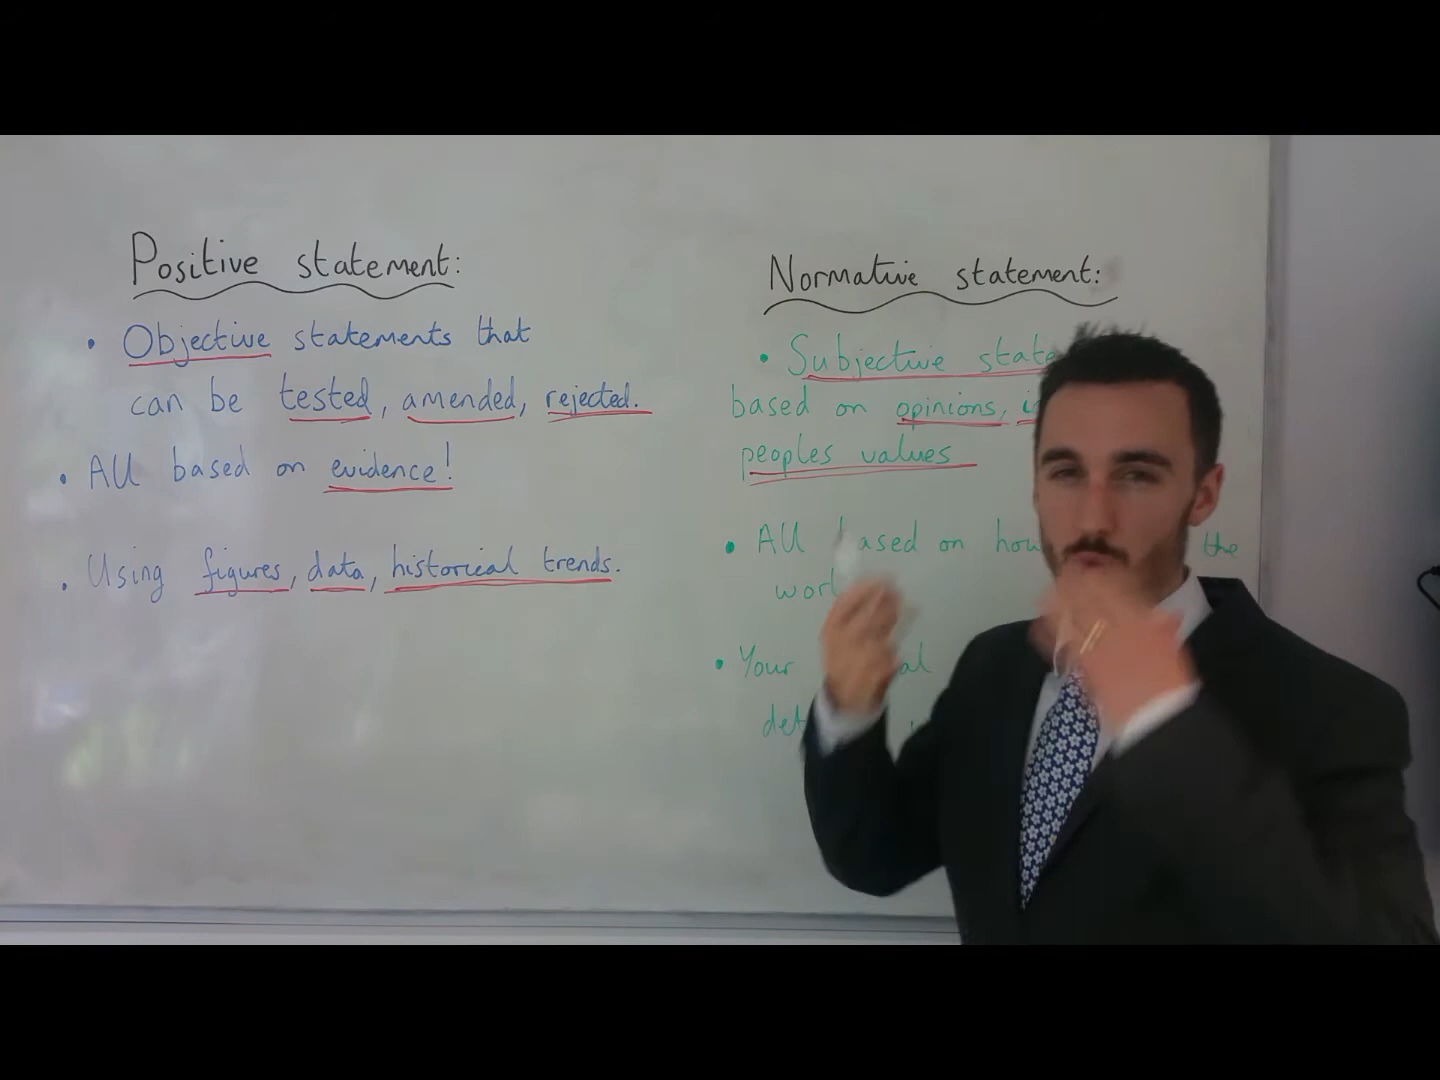 Positive statement:
• Objective statements that
can be tested, amended, rejected.
• All based on evidence!
• Using figures, data, historical trends.
Normative statement:
• Subjective
based on opinions,
peoples values
• All based on how the
• Your